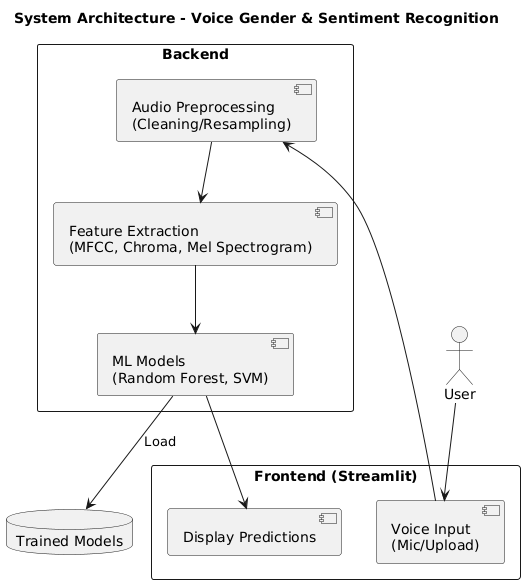 System Architecture - Voice Gender & Sentiment Recognition
Backend
Audio Preprocessing
(Cleaning/Resampling)
Feature Extraction
(MFCC, Chroma, Mel Spectrogram)
ML Models
(Random Forest, SVM)
User
Load
Frontend (Streamlit)
Trained Models
Display Predictions
Voice Input
(Mic/Upload)